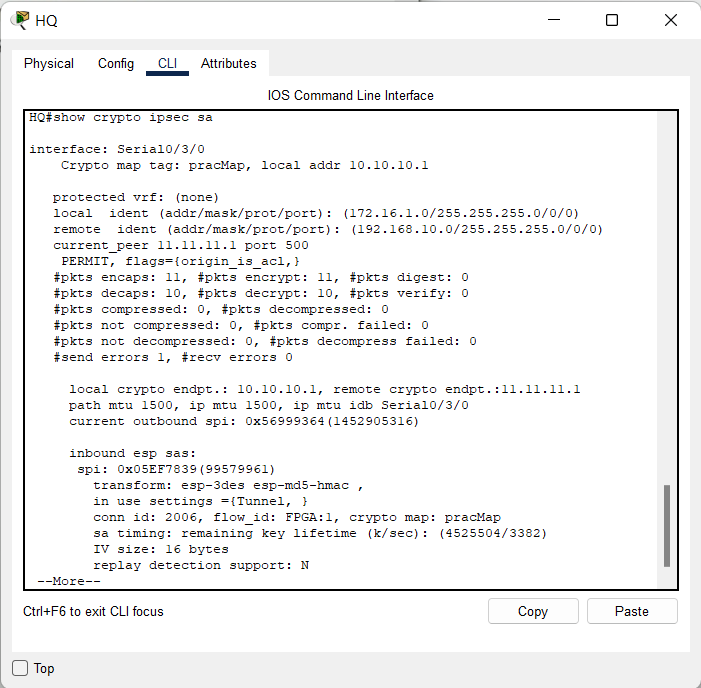 HQ
Physical Config CLI Attributes
IOS Command Line Interface
HQ#show crypto ipsec sa
interface: Serial0/3/0
Crypto map tag: pracMap, local addr 10.10.10.1
protected vrf: (none)
local ident (addr/mask/prot/port): (172.16.1.0/255.255.255.0/0/0)
remote ident (addr/mask/prot/port): (192.168.10.0/255.255.255.0/0/0)
current_peer 11.11.11.1 port 500
PERMIT, flags={origin_is_acl,}
#pkts encaps: 11, #pkts encrypt: 11, #pkts digest: 0
#pkts decaps: 10, #pkts decrypt: 10, #pkts verify: 0
#pkts compressed: 0, #pkts decompressed: 0
#pkts not compressed: 0, #pkts compr. failed: 0
#pkts not decompressed: 0, #pkts decompress failed: 0
#send errors 1, #recv errors 0
local crypto endpt.: 10.10.10.1, remote crypto endpt.:11.11.11.1
path mtu 1500, ip mtu 1500, ip mtu idb Serial0/3/0
current outbound spi: 0x56999364(1452905316)
inbound esp sas:
spi: 0x05EF7839(99579961)
transform: esp-3des esp-md5-hmac ,
in use settings ={Tunnel, }
conn id: 2006, flow_id: FPGA:1, crypto map: pracMap
sa timing: remaining key lifetime (k/sec): (4525504/3382)
IV size: 16 bytes
replay detection support: N
--More--
Ctrl+F6 to exit CLI focus
Copy Paste
Top